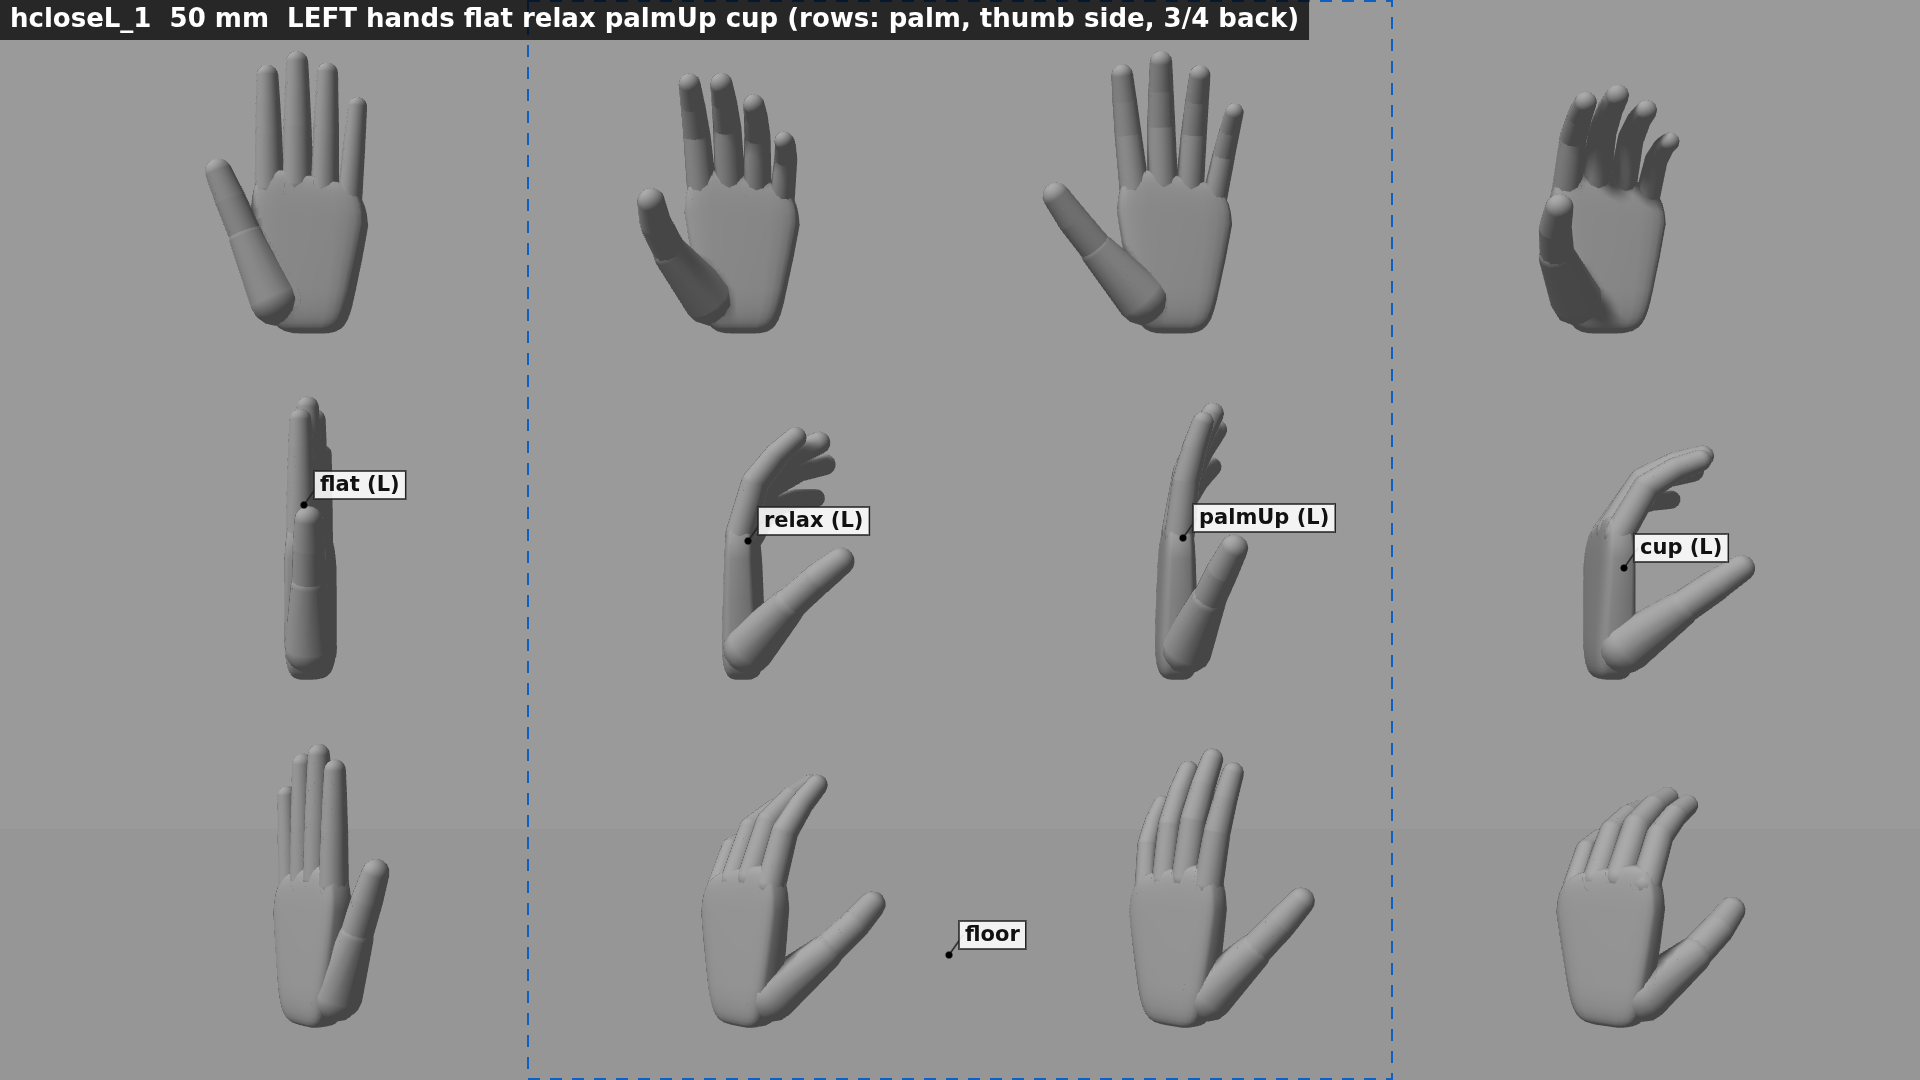 hcloseL_1  50 mm  LEFT hands flat relax palmUp cup (rows: palm, thumb side, 3/4 back)
flat (L)
relax (L)
palmUp (L)
cup (L)
floor